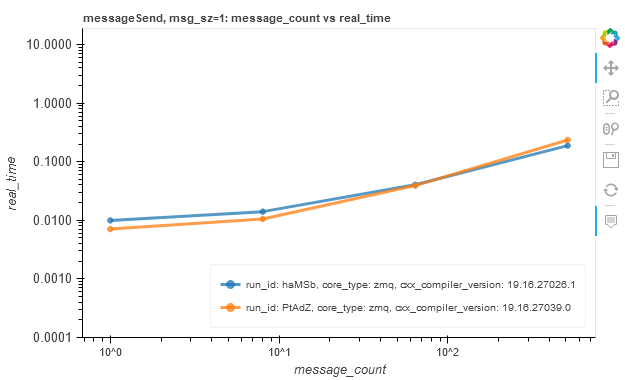 messageSend, msg_sz=1: message_count vs real_time
10.0000
1.0000
0.1000
0.0100
0.0010
0.0001
real_time
run_id: haMSb, core_type: zmq, cxx_compiler_version: 19.16.27026.1
run_id: PtAdZ, core_type: zmq, cxx_compiler_version: 19.16.27039.0
10^0
10^1
10^2
message_count